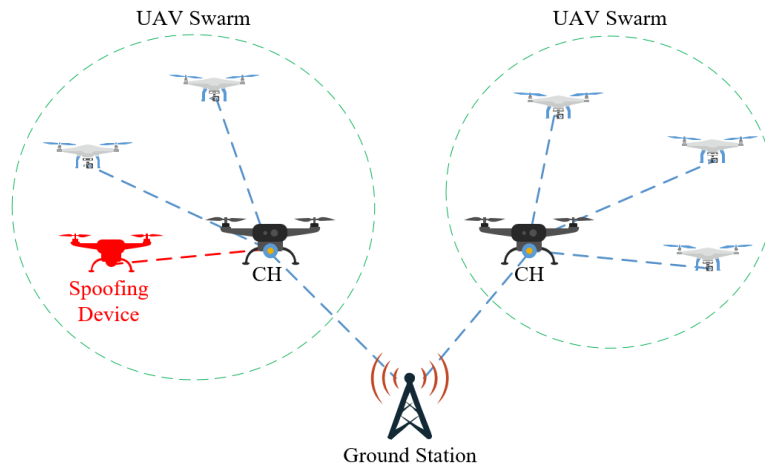 UAV Swarm
UAV Swarm
CH
CH
Spoofing
Device
Ground Station